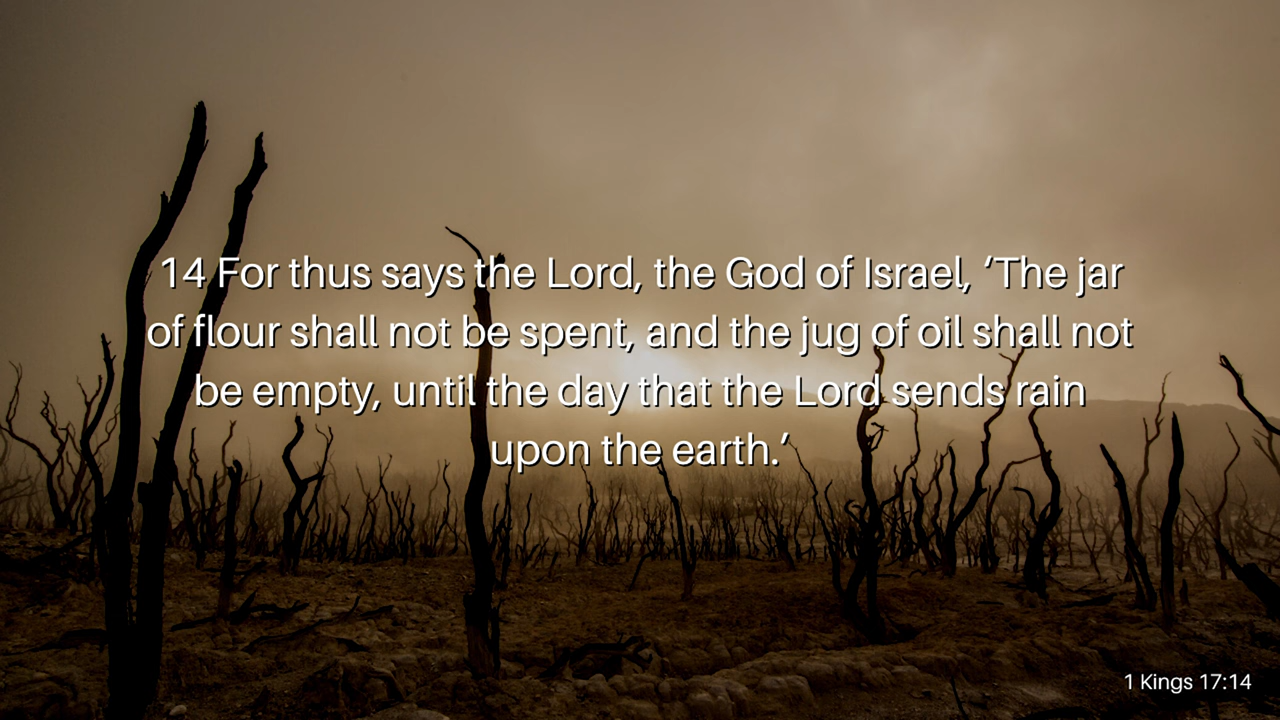 14 For thus says the Lord, the God of Israel, ‘The jar
of flour shall not be spent, and the jug of oil shall not
be empty, until the day that the Lord sends rain
upon the earth.’
1 Kings 17:14